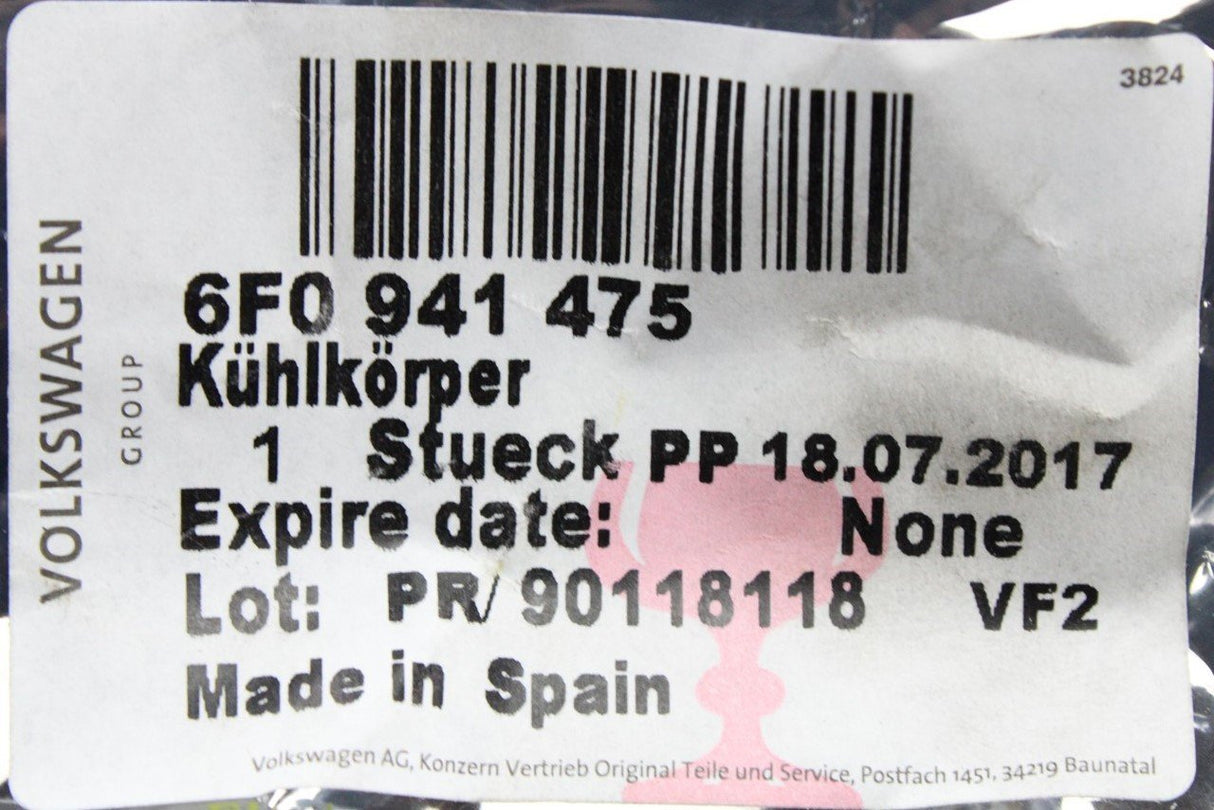 3824
VOLKSWAGEN
GROUP
6F0 941 475
Kühlkörper
1 Stueck PP 18.07.2017
Expire date: None
Lot: PR/ 90118118 VF2
Made in Spain
Volkswagen AG, Konzern Vertrieb Original Teile und Service, Postfach 1451, 34219 Baunatal